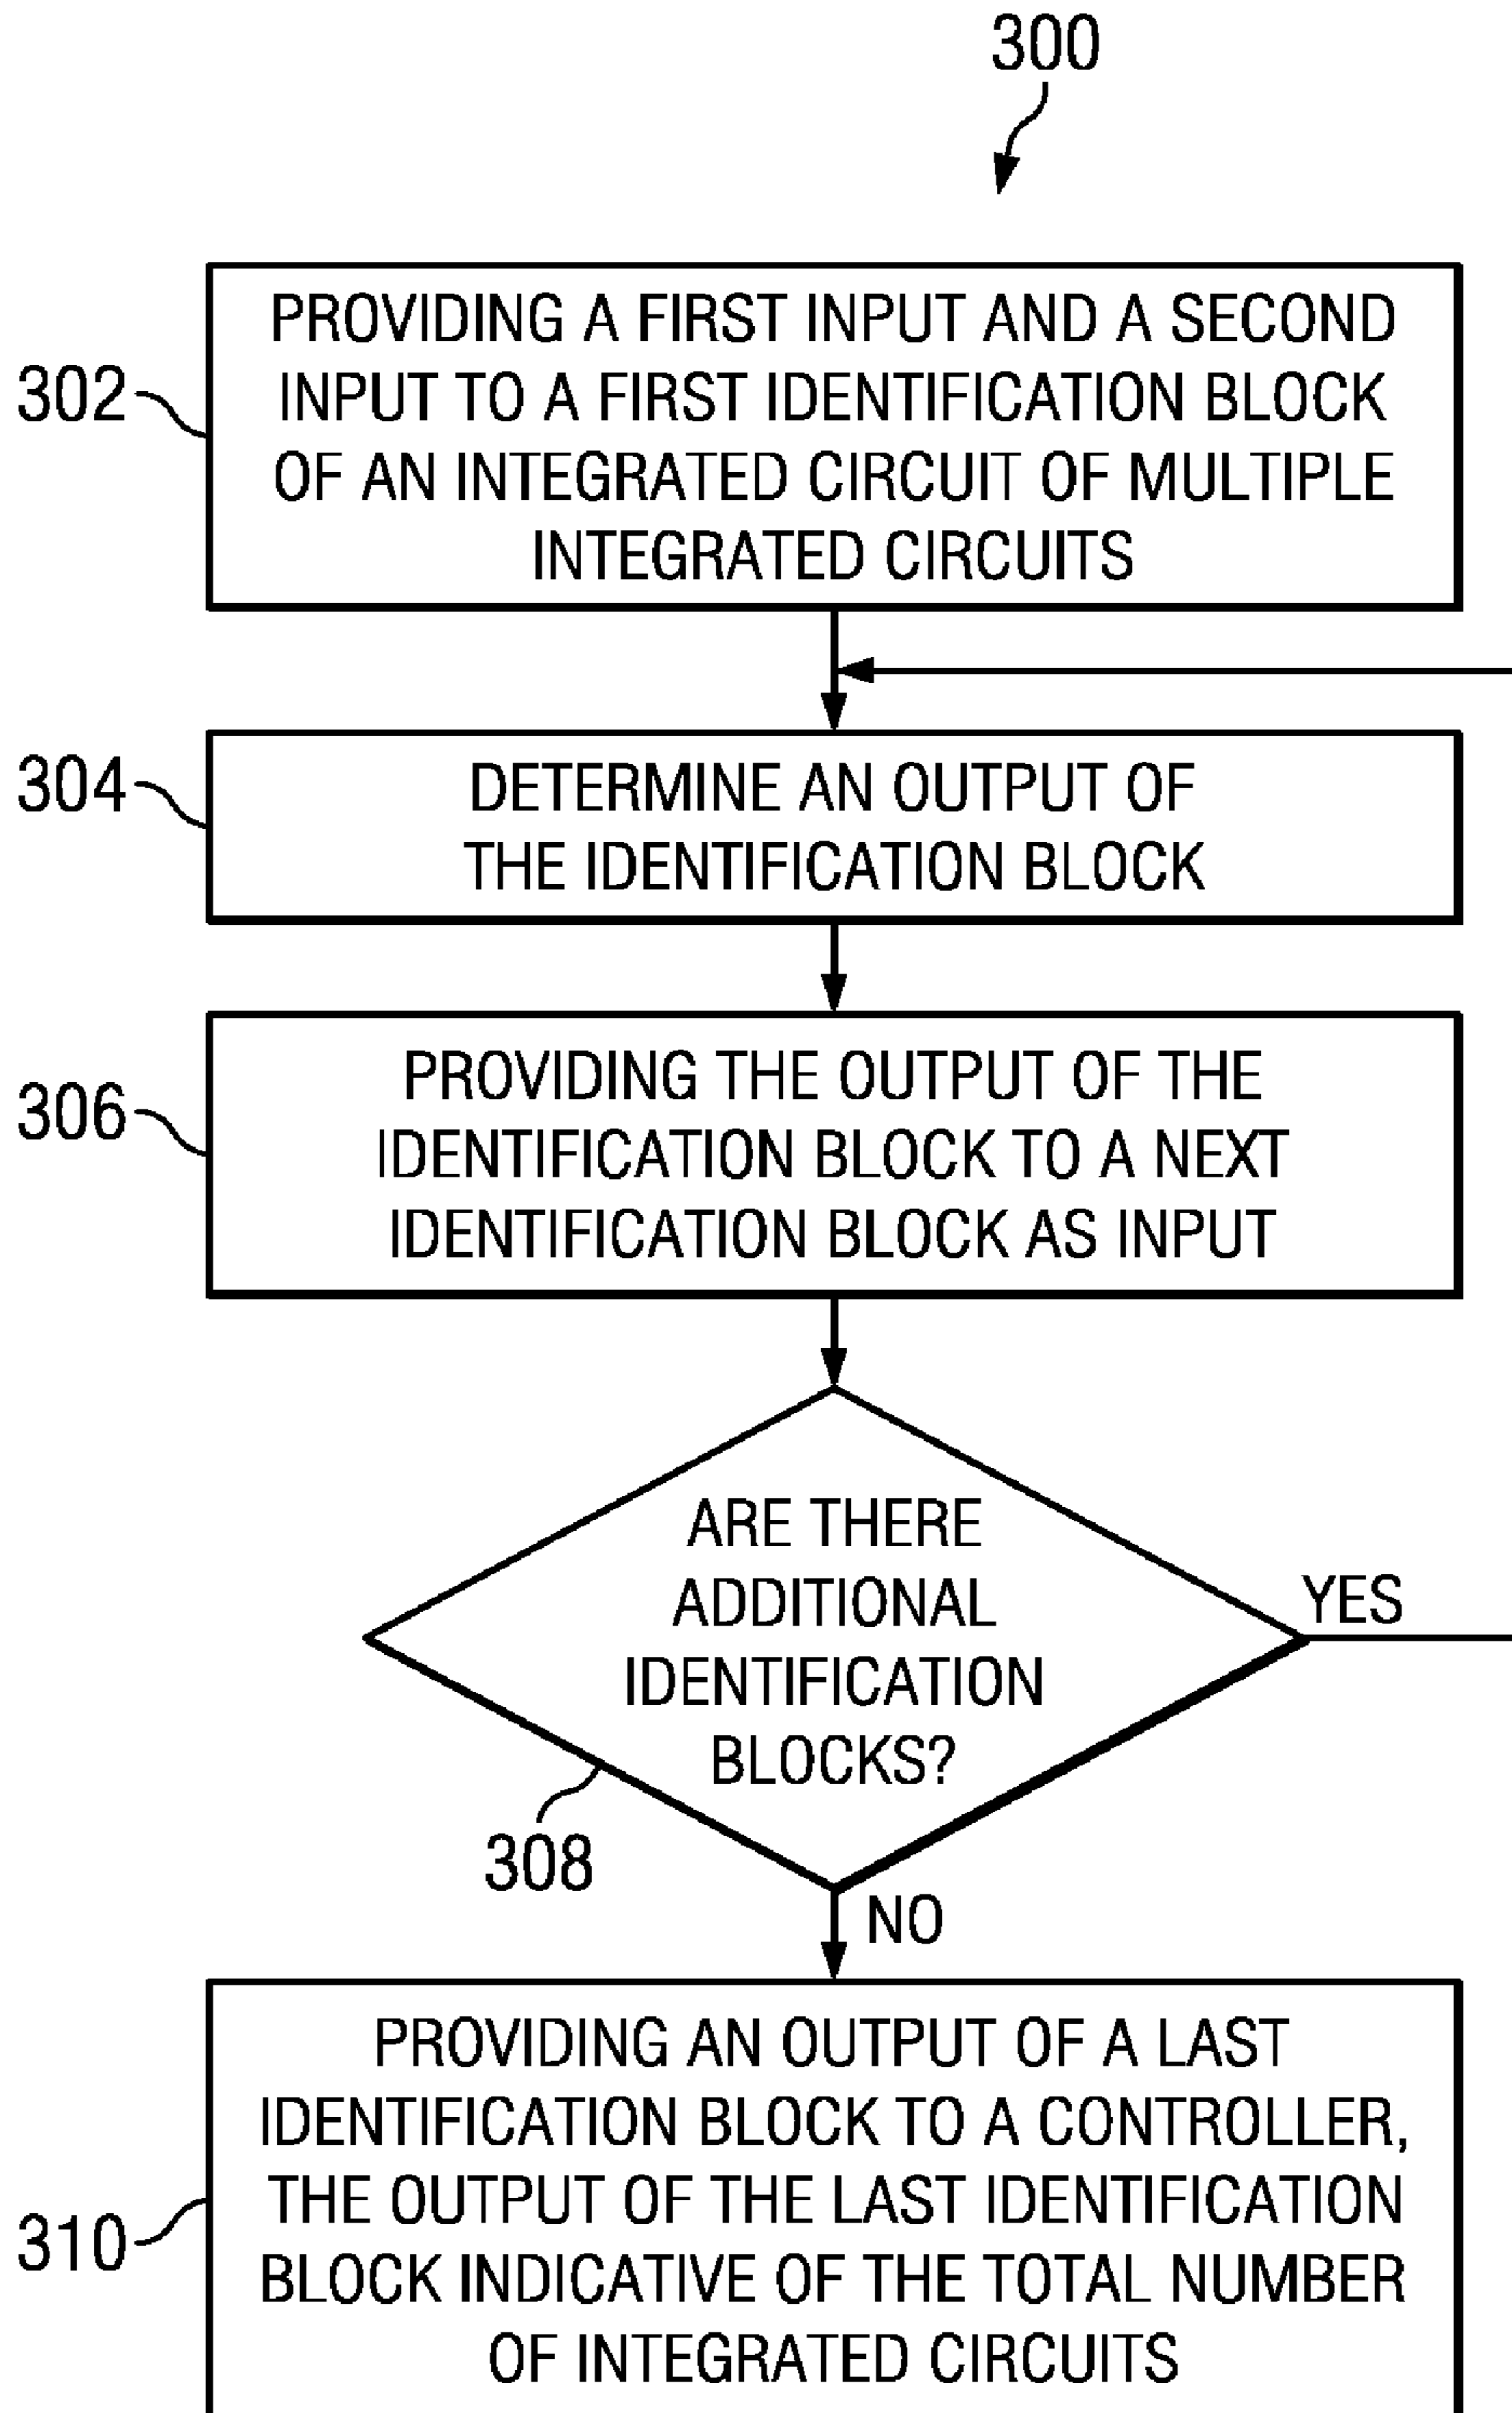 300
302
PROVIDING A FIRST INPUT AND A SECOND
INPUT TO A FIRST IDENTIFICATION BLOCK
OF AN INTEGRATED CIRCUIT OF MULTIPLE
INTEGRATED CIRCUITS
304
DETERMINE AN OUTPUT OF
THE IDENTIFICATION BLOCK
306
PROVIDING THE OUTPUT OF THE
IDENTIFICATION BLOCK TO A NEXT
IDENTIFICATION BLOCK AS INPUT
ARE THERE
ADDITIONAL
IDENTIFICATION
BLOCKS?
YES
308
NO
310
PROVIDING AN OUTPUT OF A LAST
IDENTIFICATION BLOCK TO A CONTROLLER,
THE OUTPUT OF THE LAST IDENTIFICATION
BLOCK INDICATIVE OF THE TOTAL NUMBER
OF INTEGRATED CIRCUITS